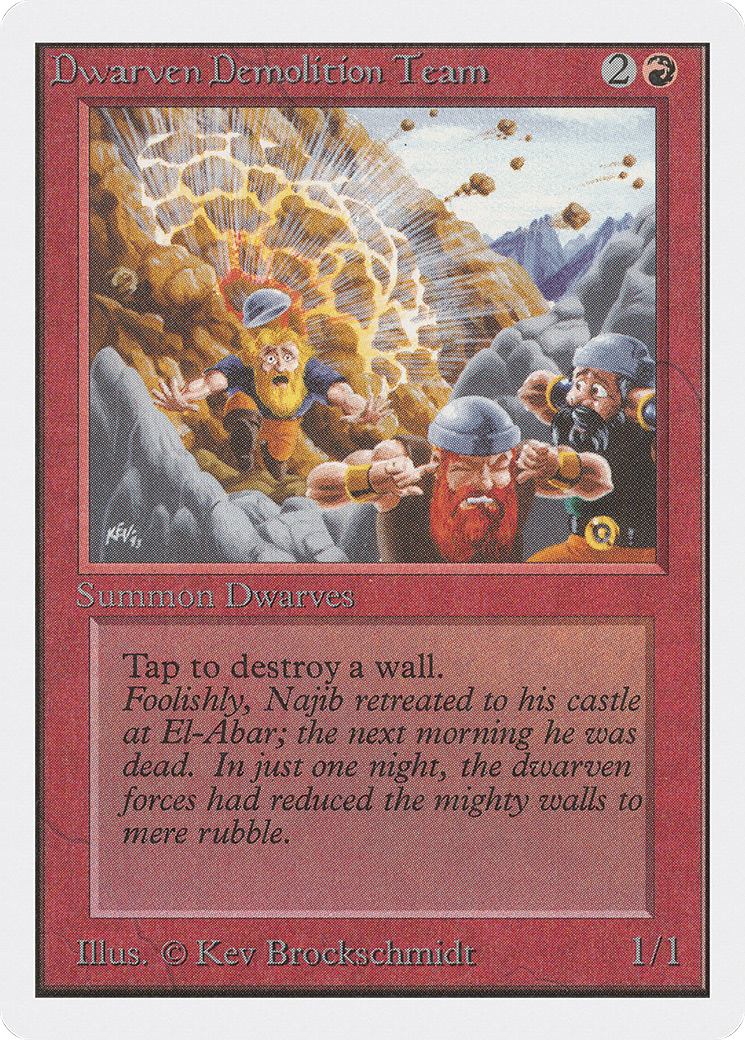 Dwarven Demolition Team 2
KEV '93
Summon Dwarves
Tap to destroy a wall.
Foolishly, Najib retreated to his castle
at El-Abar; the next morning he was
dead. In just one night, the dwarven
forces had reduced the mighty walls to
mere rubble.
Illus. © Kev Brockschmidt 1/1